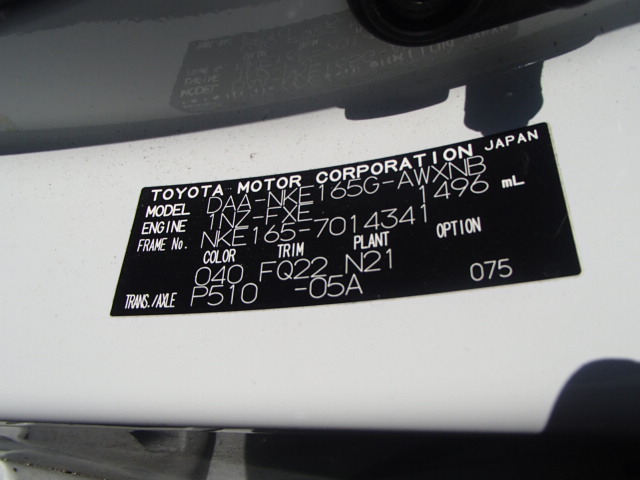 TOYOTA MOTOR CORPORATION JAPAN
MODEL DAA-NKE165G-AWXNB
ENGINE 1NZ-FXE 1496 mL
FRAME No. NKE165-7014341
COLOR TRIM PLANT OPTION
040 FQ22 N21 075
TRANS./AXLE P510 -05A